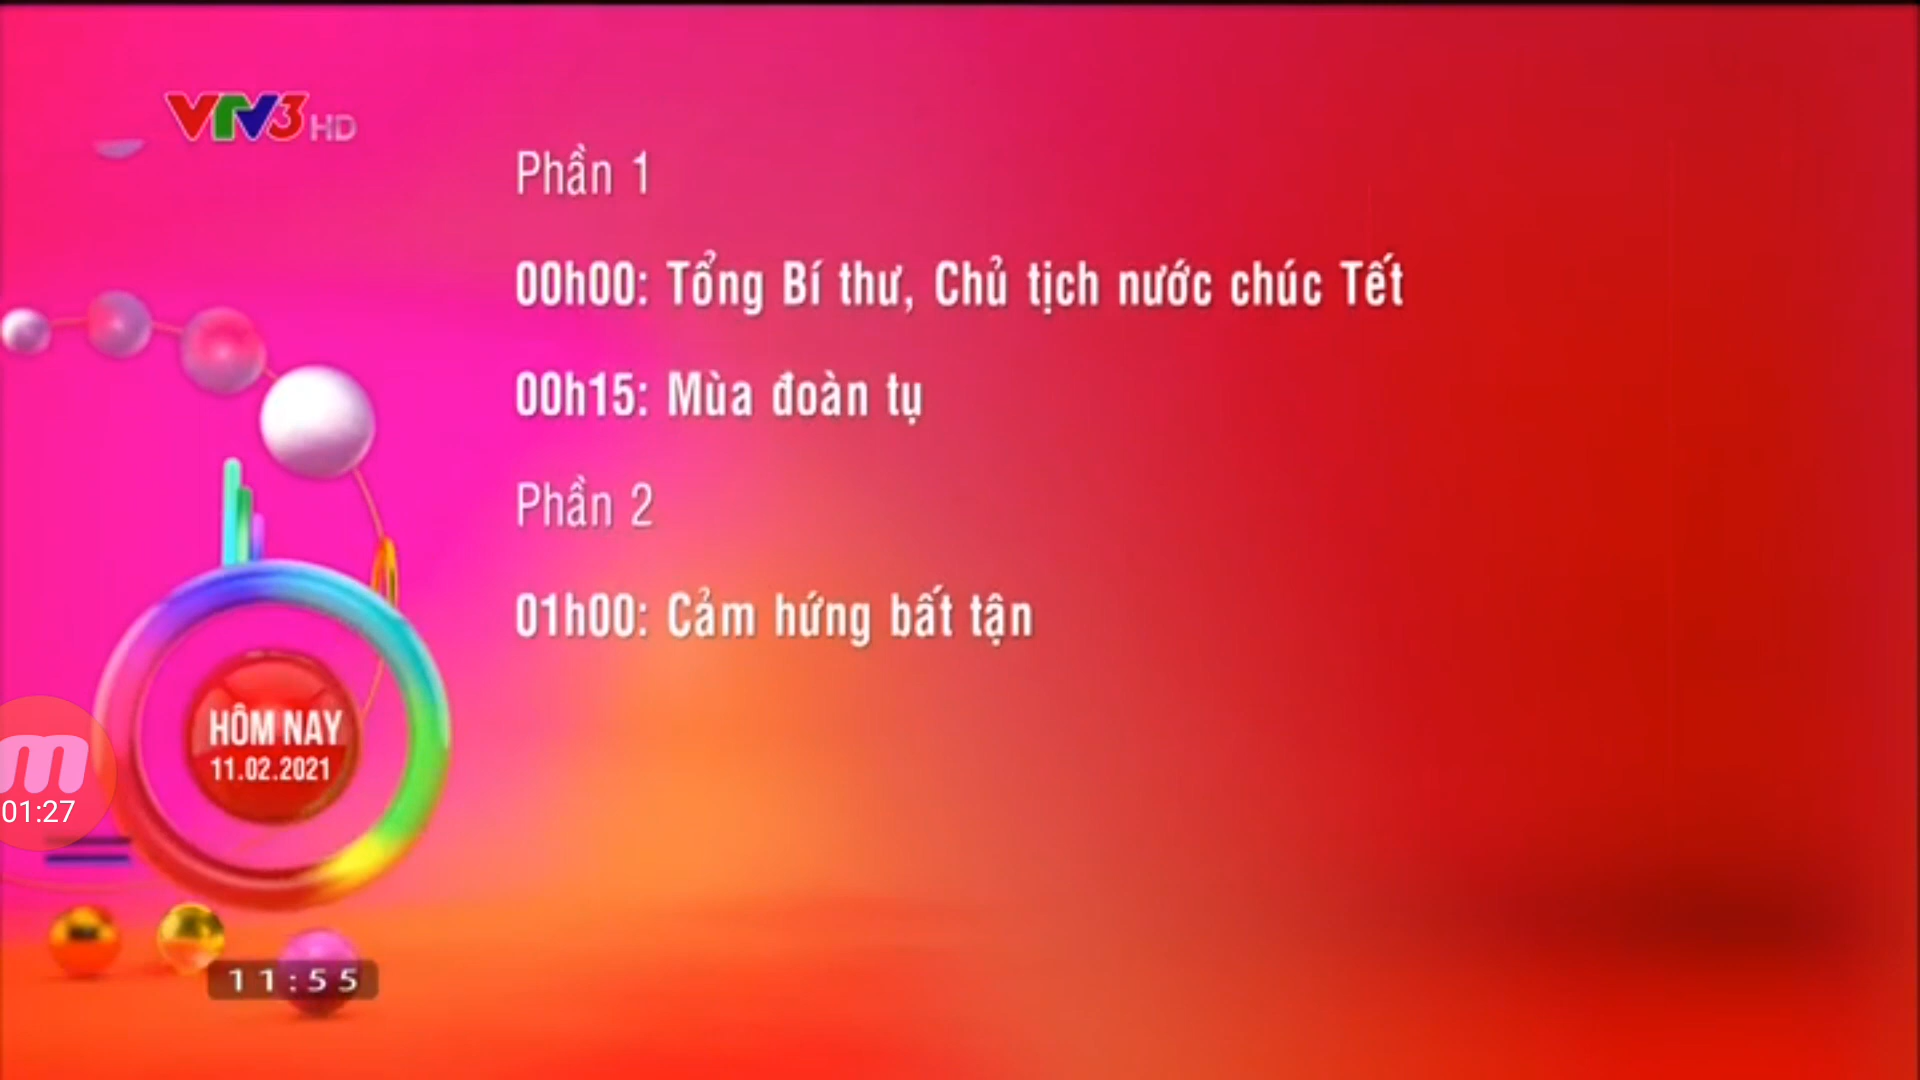 VTV3 HD
Phần 1
00h00: Tổng Bí thư, Chủ tịch nước chúc Tết
00h15: Mùa đoàn tụ
Phần 2
01h00: Cảm hứng bất tận
HÔM NAY
11.02.2021
m
01:27
11:55